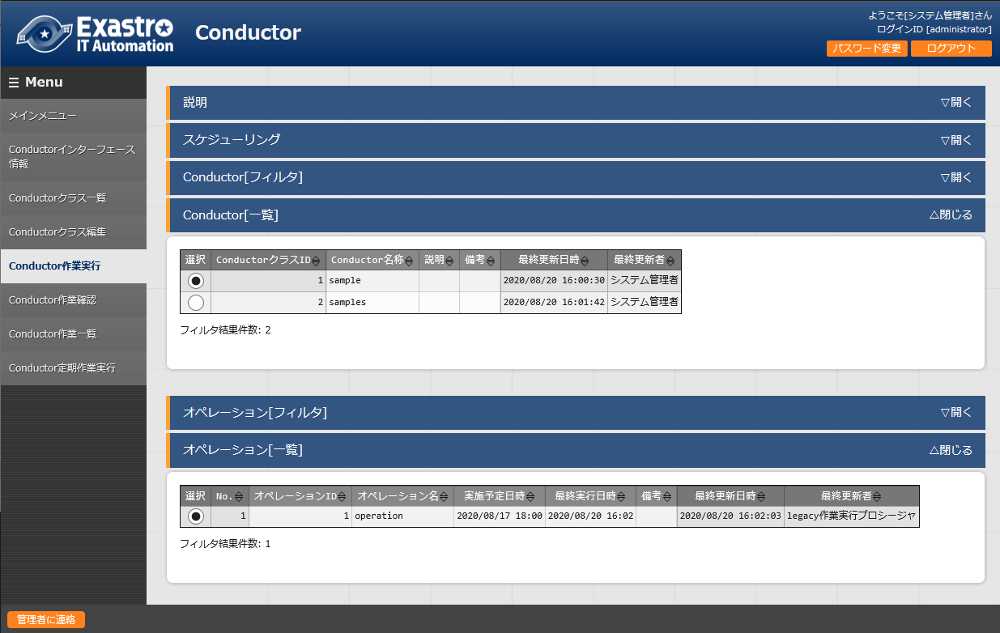 Exastro
IT Automation
Conductor
ようこそ[システム管理者]さん
ログインID [administrator]
パスワード変更 ログアウト
☰ Menu
メインメニュー
Conductorインターフェース
情報
Conductorクラス一覧
Conductorクラス編集
Conductor作業実行
Conductor作業確認
Conductor作業一覧
Conductor定期作業実行
説明 ▽開く
スケジューリング ▽開く
Conductor[フィルタ] ▽開く
Conductor[一覧] △閉じる
選択 ConductorクラスID Conductor名称 説明 備考 最終更新日時 最終更新者
1 sample 2020/08/20 16:00:30 システム管理者
2 samples 2020/08/20 16:01:42 システム管理者
フィルタ結果件数: 2
オペレーション[フィルタ] ▽開く
オペレーション[一覧] △閉じる
選択 No. オペレーションID オペレーション名 実施予定日時 最終実行日時 備考 最終更新日時 最終更新者
1 1 operation 2020/08/17 18:00 2020/08/20 16:02 2020/08/20 16:02:03 legacy作業実行プロシージャ
フィルタ結果件数: 1
管理者に連絡